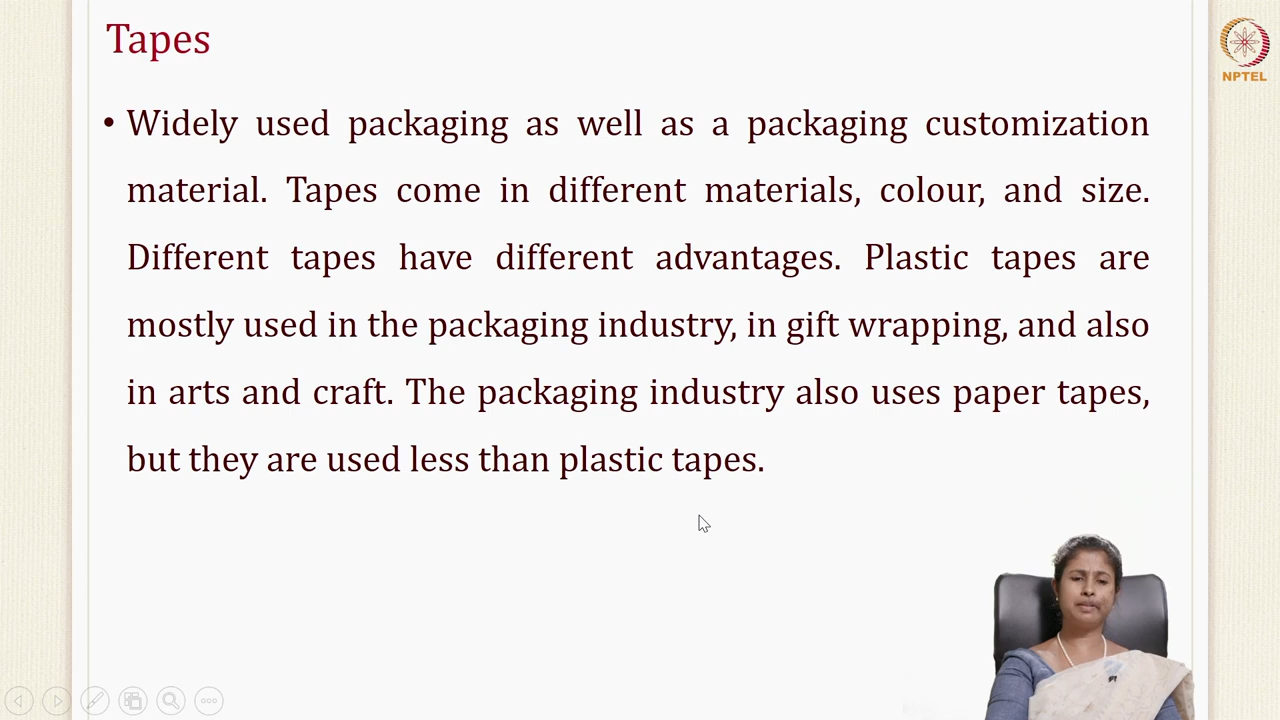 Tapes
NPTEL
• Widely used packaging as well as a packaging customization
material. Tapes come in different materials, colour, and size.
Different tapes have different advantages. Plastic tapes are
mostly used in the packaging industry, in gift wrapping, and also
in arts and craft. The packaging industry also uses paper tapes,
but they are used less than plastic tapes.